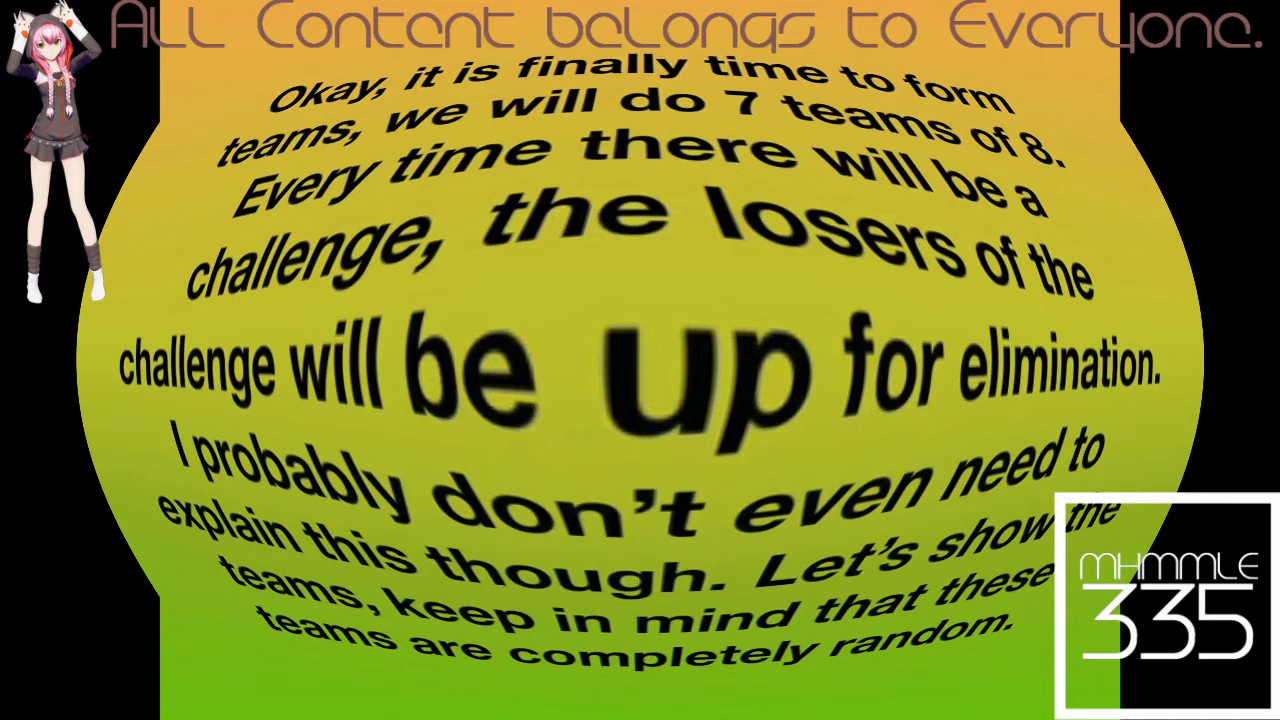 ALL Content beLongs to Everyone.
Okay, it is finally time to form
teams, we will do 7 teams of 8.
Every time there will be a
challenge, the losers of the
challenge will be up for elimination.
I probably don't even need to
explain this though. Let's show the
teams, keep in mind that these
teams are completely random.
MHMMLE
335